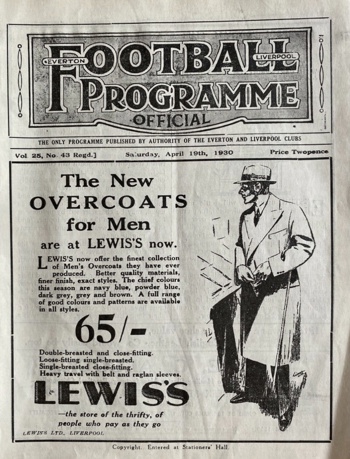 FOOTBALL
EVERTON LIVERPOOL
PROGRAMME
OFFICIAL
THE ONLY PROGRAMME PUBLISHED BY AUTHORITY OF THE EVERTON AND LIVERPOOL CLUBS
Vol 25, No. 43 Regd.] Saturday, April 19th, 1930 Price Twopence
The New
OVERCOATS
for Men
are at LEWIS'S now.
LEWIS'S now offer the finest collection
of Men's Overcoats they have ever
produced. Better quality materials,
finer finish, exact styles. The chief colours
this season are navy blue, powder blue,
dark grey, grey and brown. A full range
of good colours and patterns are available
in all styles.
65/-
Double-breasted and close-fitting.
Loose-fitting single-breasted.
Single-breasted close-fitting.
Heavy travel with belt and raglan sleeves.
LEWIS'S
—the store of the thrifty, of
people who pay as they go
LEWIS'S LTD., LIVERPOOL
Copyright. Entered at Stationers' Hall.